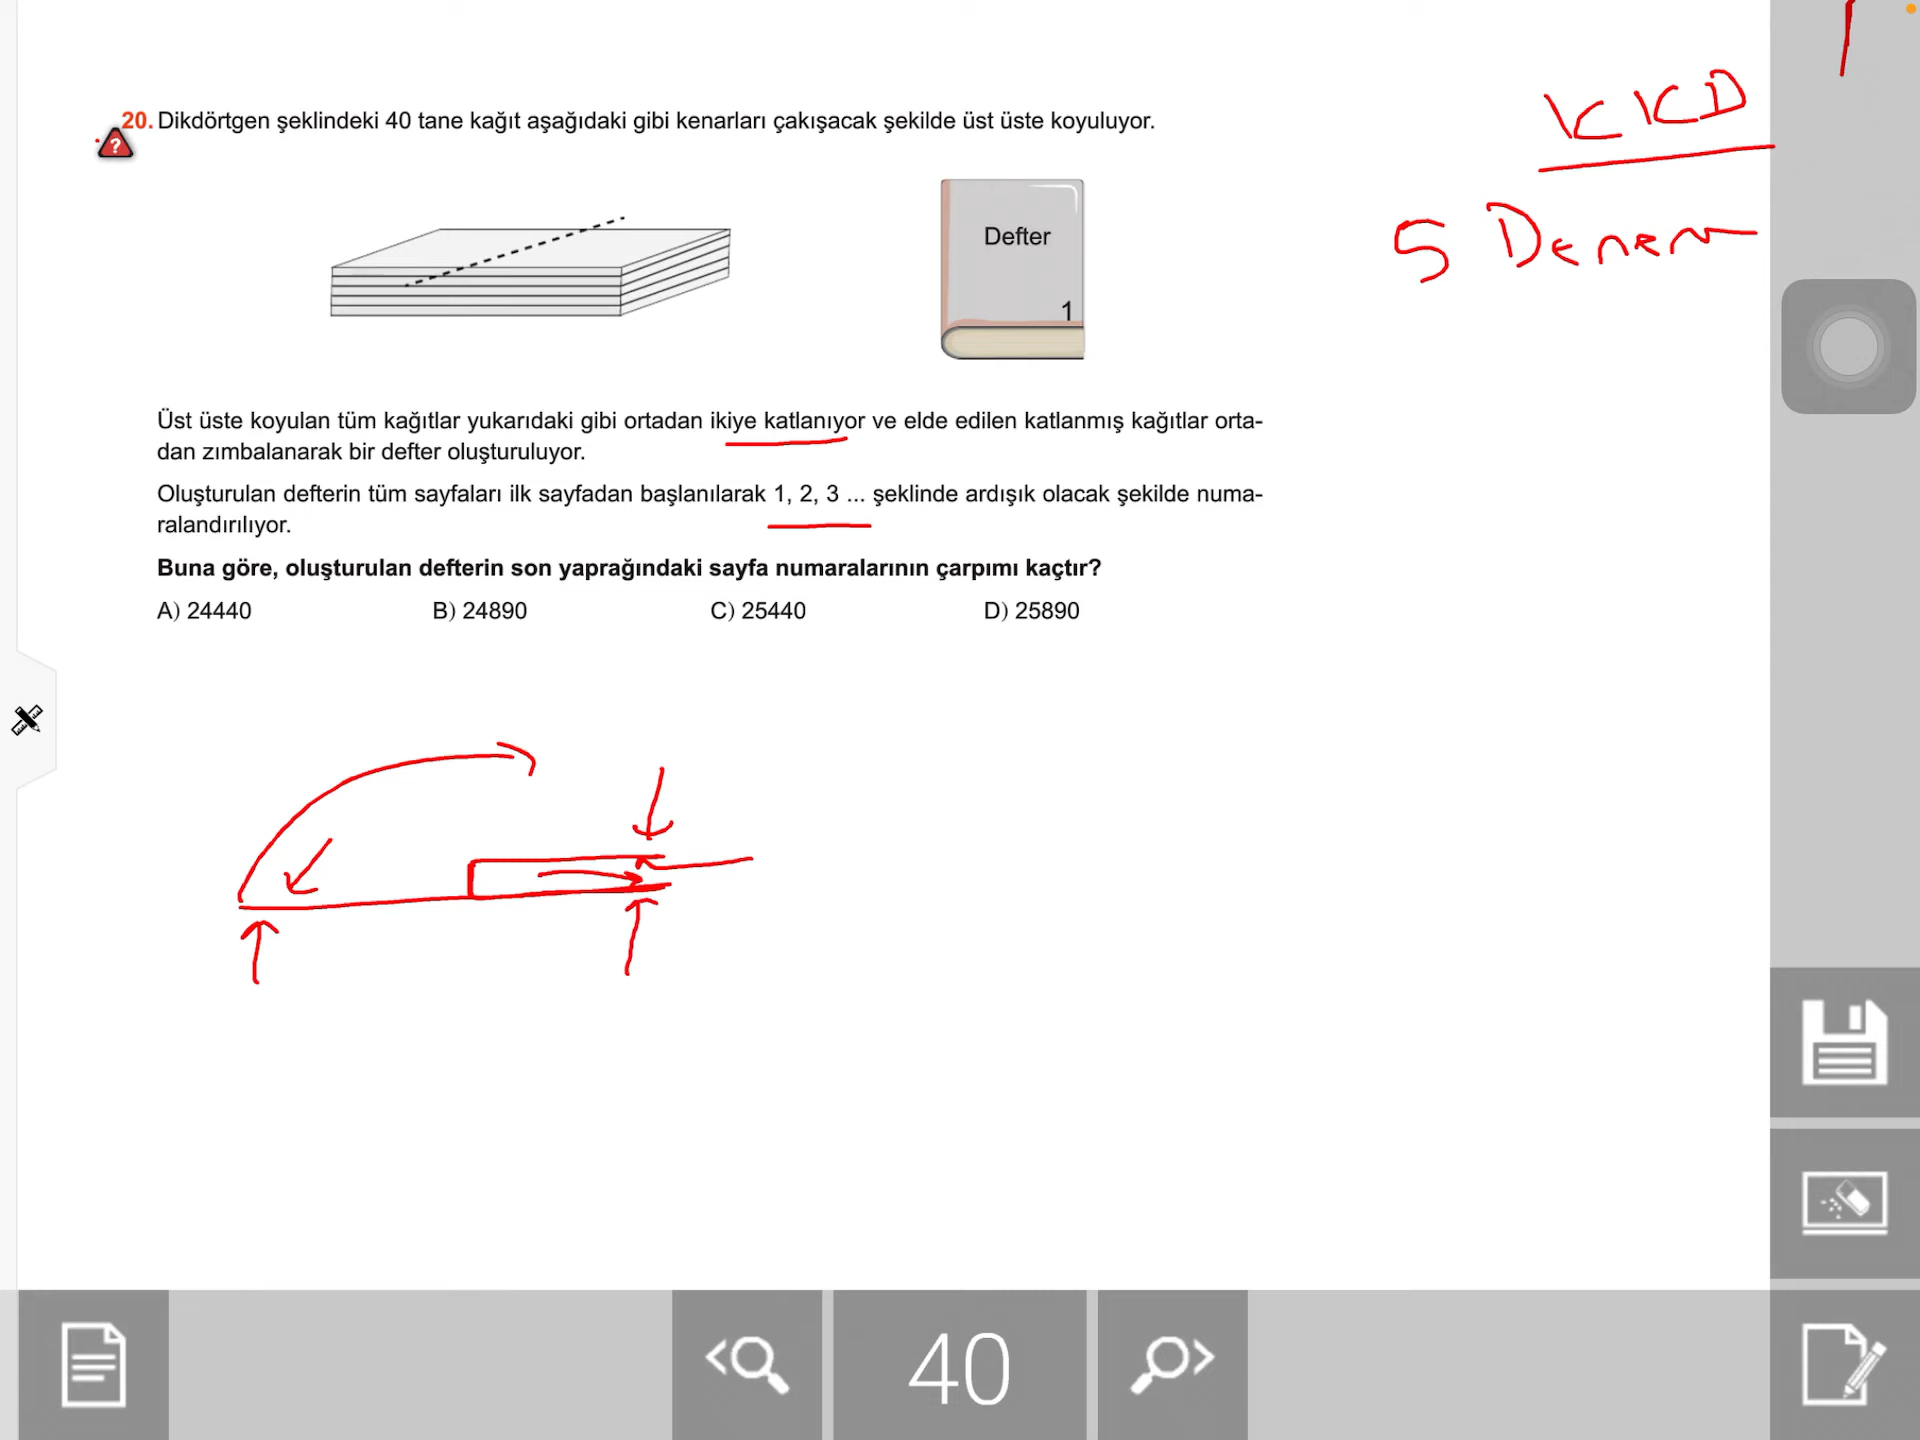 KKD
20. Dikdörtgen şeklindeki 40 tane kağıt aşağıdaki gibi kenarları çakışacak şekilde üst üste koyuluyor.
?
5 Denem
Defter
1
Üst üste koyulan tüm kağıtlar yukarıdaki gibi ortadan ikiye katlanıyor ve elde edilen katlanmış kağıtlar orta-
dan zımbalanarak bir defter oluşturuluyor.
Oluşturulan defterin tüm sayfaları ilk sayfadan başlanılarak 1, 2, 3 ... şeklinde ardışık olacak şekilde numa-
ralandırılıyor.
Buna göre, oluşturulan defterin son yaprağındaki sayfa numaralarının çarpımı kaçtır?
A) 24440 B) 24890 C) 25440 D) 25890
40